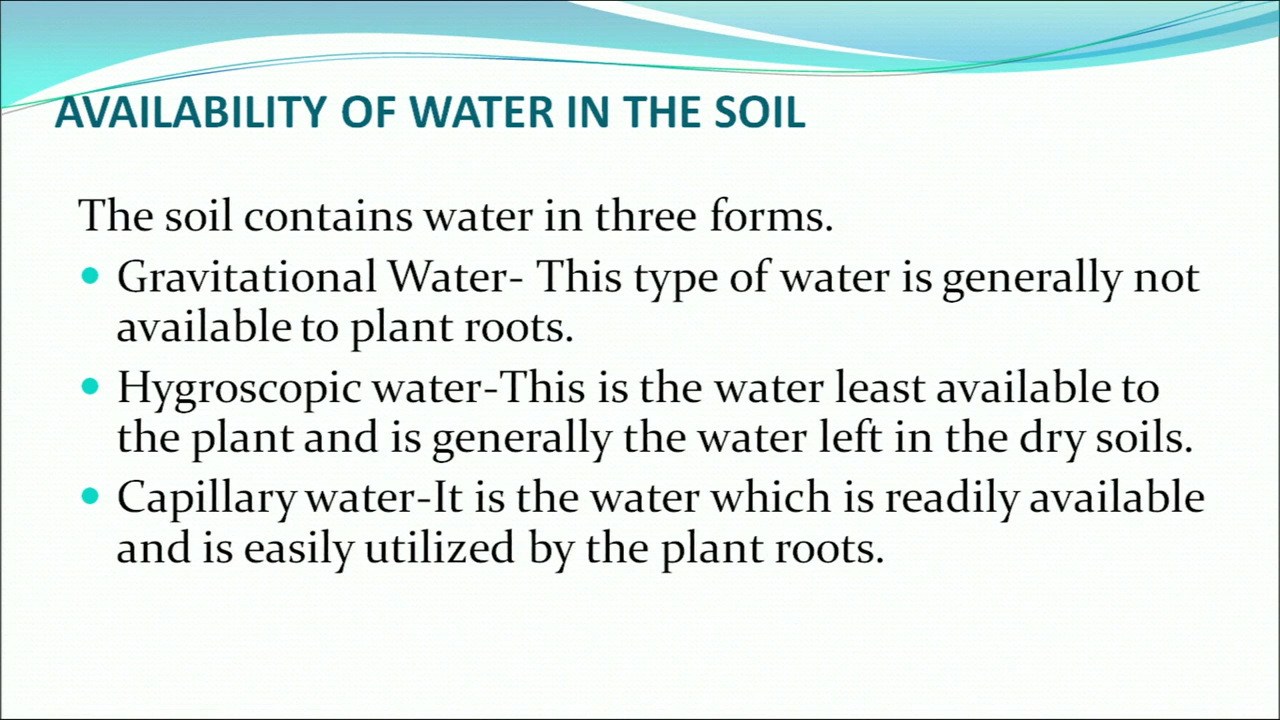 AVAILABILITY OF WATER IN THE SOIL
The soil contains water in three forms.
• Gravitational Water- This type of water is generally not
available to plant roots.
• Hygroscopic water-This is the water least available to
the plant and is generally the water left in the dry soils.
• Capillary water-It is the water which is readily available
and is easily utilized by the plant roots.